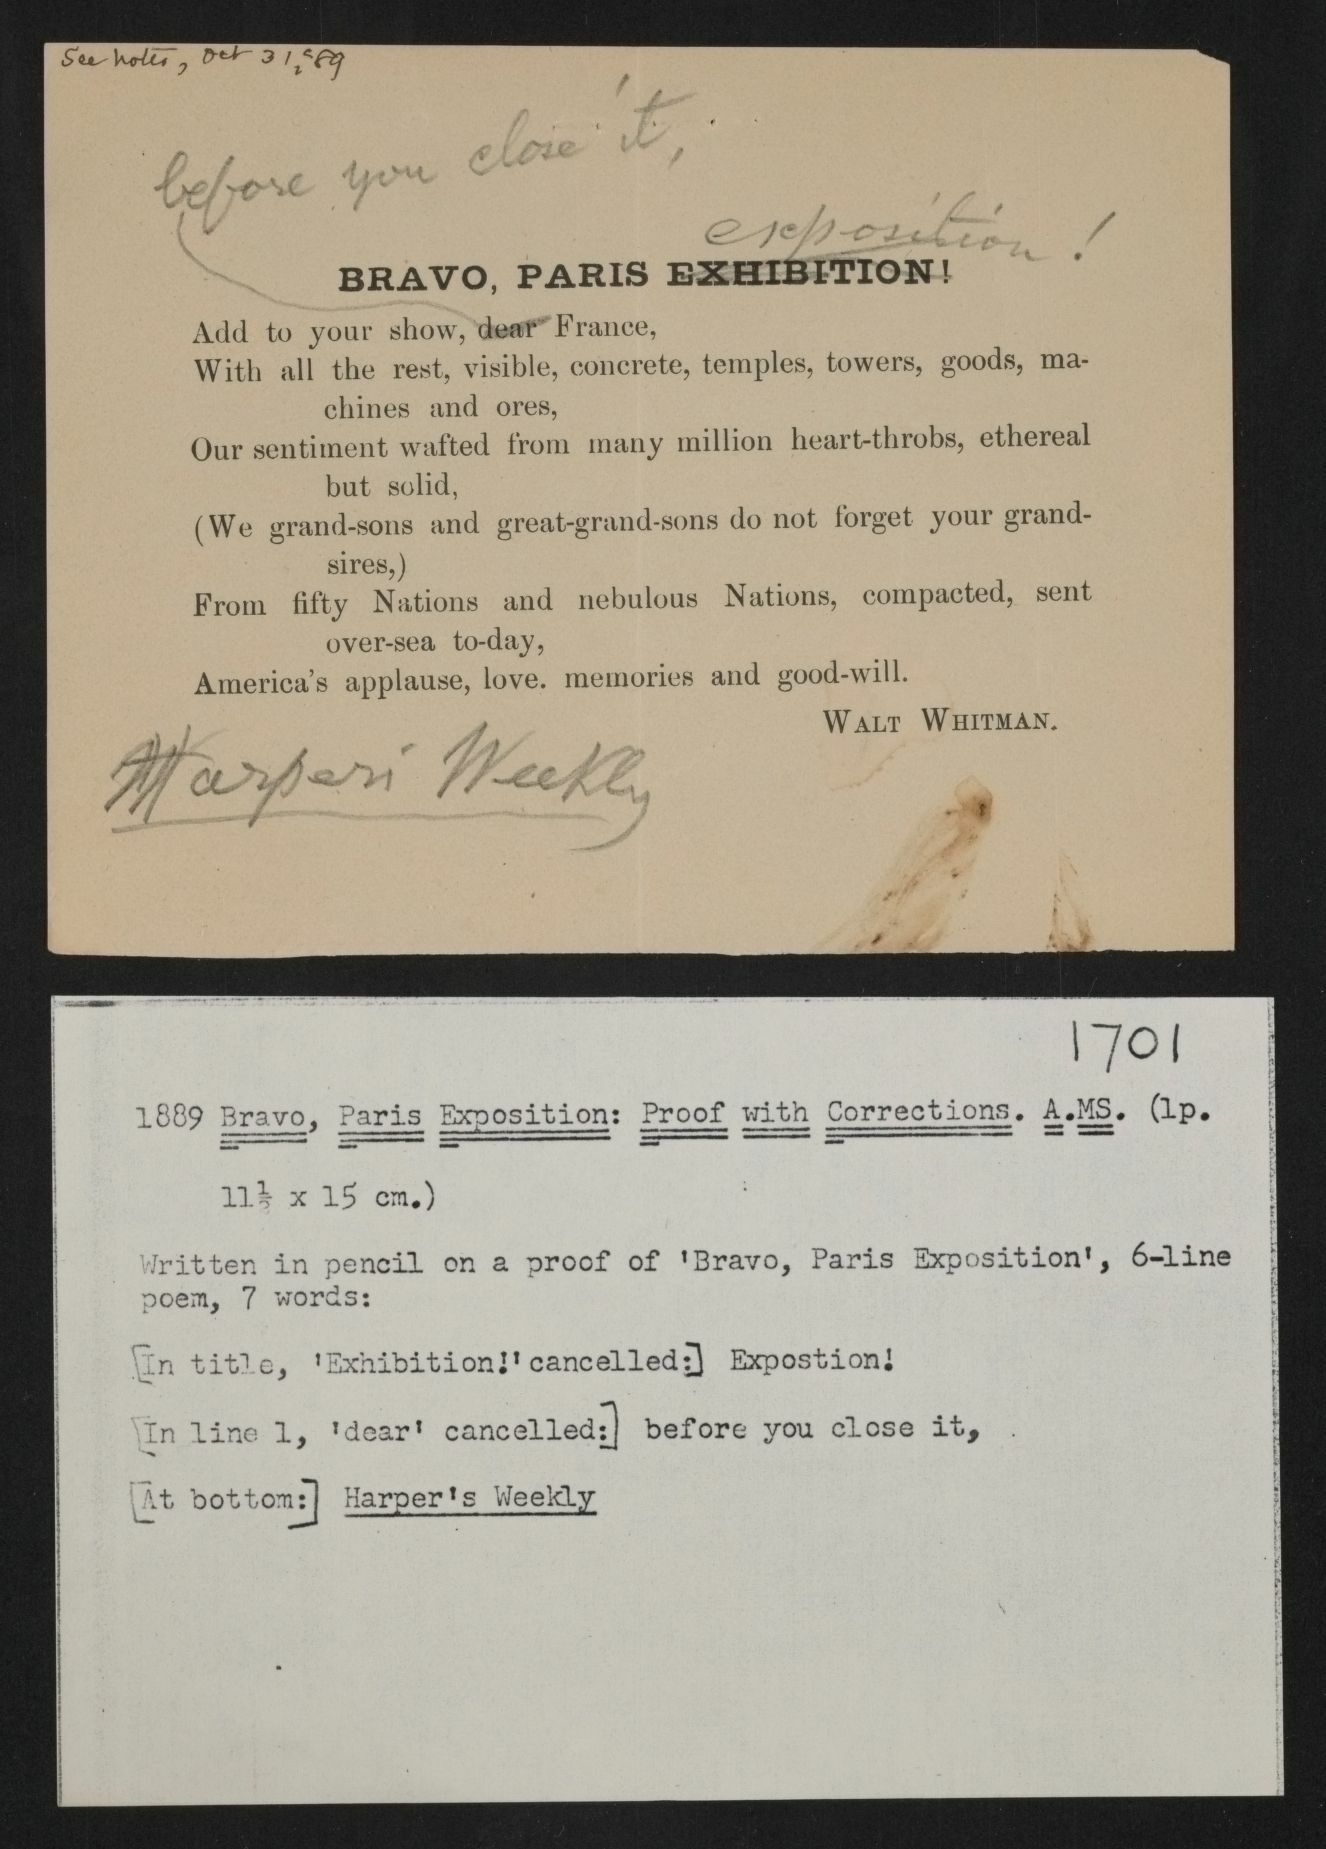 See notes, Oct 31, '89
before you close it,
exposition!
BRAVO, PARIS EXHIBITION!
Add to your show, dear France,
With all the rest, visible, concrete, temples, towers, goods, ma-
chines and ores,
Our sentiment wafted from many million heart-throbs, ethereal
but solid,
(We grand-sons and great-grand-sons do not forget your grand-
sires,)
From fifty Nations and nebulous Nations, compacted, sent
over-sea to-day,
America's applause, love. memories and good-will.
WALT WHITMAN.
Harpers Weekly
1701
1889 Bravo, Paris Exposition: Proof with Corrections. A.MS. (1p.
11½ x 15 cm.)
Written in pencil on a proof of 'Bravo, Paris Exposition', 6-line
poem, 7 words:
[In title, 'Exhibition!' cancelled:] Expostion!
[In line 1, 'dear' cancelled:] before you close it,
[At bottom:] Harper's Weekly